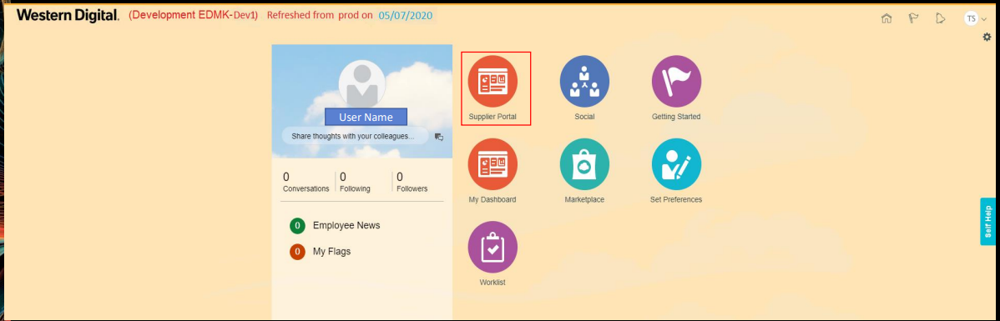 Western Digital. (Development EDMK-Dev1) Refreshed from prod on 05/07/2020
TS
User Name
Share thoughts with your colleagues...
0 0 0
Conversations Following Followers
0 Employee News
0 My Flags
Supplier Portal Social Getting Started
My Dashboard Marketplace Set Preferences
Worklist
Self Help